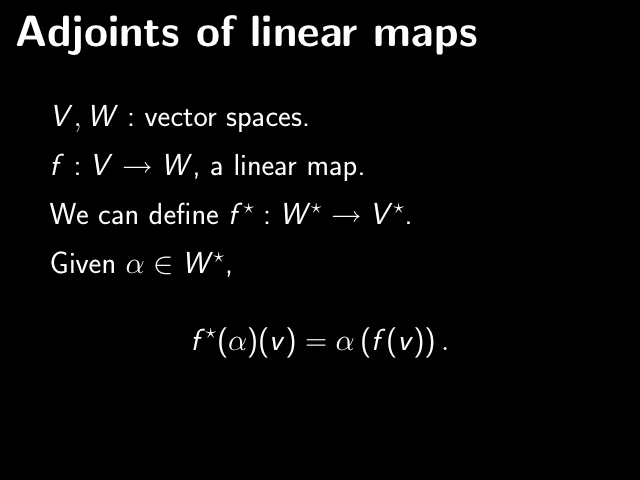 Adjoints of linear maps
V, W : vector spaces.
f : V → W, a linear map.
We can define f⋆ : W⋆ → V⋆.
Given α ∈ W⋆,
f⋆(α)(v) = α (f(v)) .